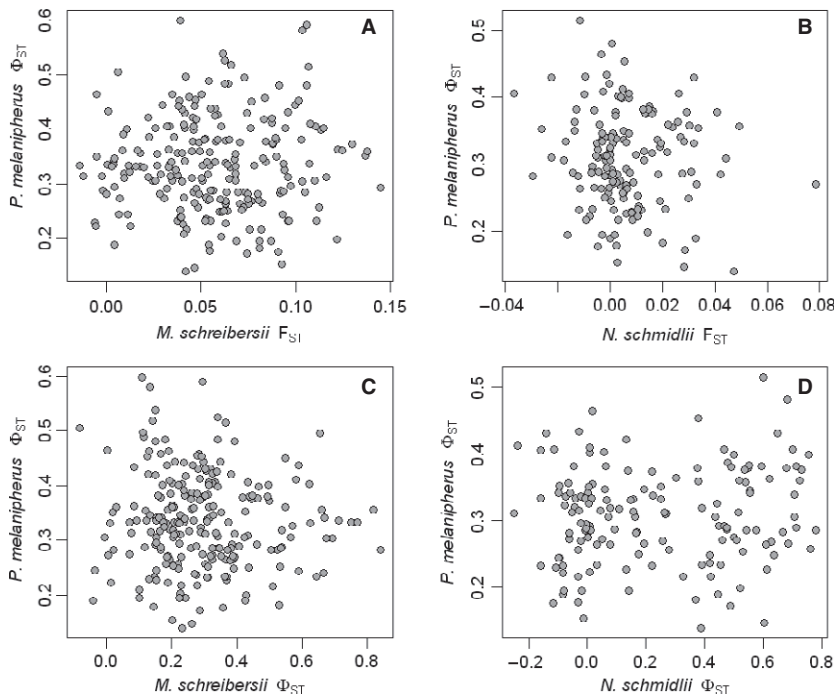 A
P. melanipherus ΦST
0.6
0.5
0.4
0.3
0.2
0.00 0.05 0.10 0.15
M. schreibersii FST
B
P. melanipherus ΦST
0.5
0.4
0.3
0.2
−0.04 0.00 0.02 0.04 0.06 0.08
N. schmidlii FST
C
P. melanipherus ΦST
0.6
0.5
0.4
0.3
0.2
0.0 0.2 0.4 0.6 0.8
M. schreibersii ΦST
D
P. melanipherus ΦST
0.5
0.4
0.3
0.2
−0.2 0.0 0.2 0.4 0.6 0.8
N. schmidlii ΦST